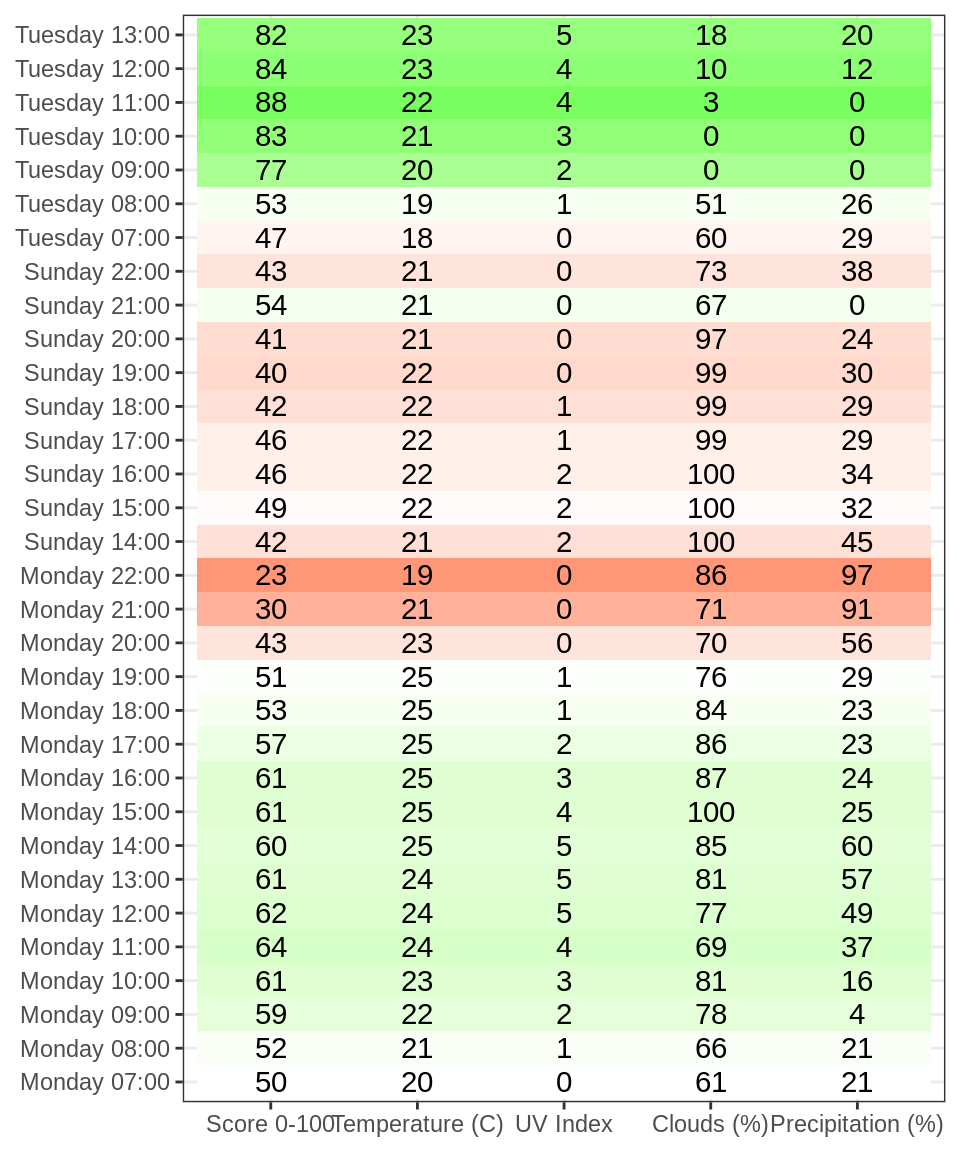 Tuesday 13:00 82 23 5 18 20
Tuesday 12:00 84 23 4 10 12
Tuesday 11:00 88 22 4 3 0
Tuesday 10:00 83 21 3 0 0
Tuesday 09:00 77 20 2 0 0
Tuesday 08:00 53 19 1 51 26
Tuesday 07:00 47 18 0 60 29
Sunday 22:00 43 21 0 73 38
Sunday 21:00 54 21 0 67 0
Sunday 20:00 41 21 0 97 24
Sunday 19:00 40 22 0 99 30
Sunday 18:00 42 22 1 99 29
Sunday 17:00 46 22 1 99 29
Sunday 16:00 46 22 2 100 34
Sunday 15:00 49 22 2 100 32
Sunday 14:00 42 21 2 100 45
Monday 22:00 23 19 0 86 97
Monday 21:00 30 21 0 71 91
Monday 20:00 43 23 0 70 56
Monday 19:00 51 25 1 76 29
Monday 18:00 53 25 1 84 23
Monday 17:00 57 25 2 86 23
Monday 16:00 61 25 3 87 24
Monday 15:00 61 25 4 100 25
Monday 14:00 60 25 5 85 60
Monday 13:00 61 24 5 81 57
Monday 12:00 62 24 5 77 49
Monday 11:00 64 24 4 69 37
Monday 10:00 61 23 3 81 16
Monday 09:00 59 22 2 78 4
Monday 08:00 52 21 1 66 21
Monday 07:00 50 20 0 61 21
Score 0-100 Temperature (C) UV Index Clouds (%) Precipitation (%)